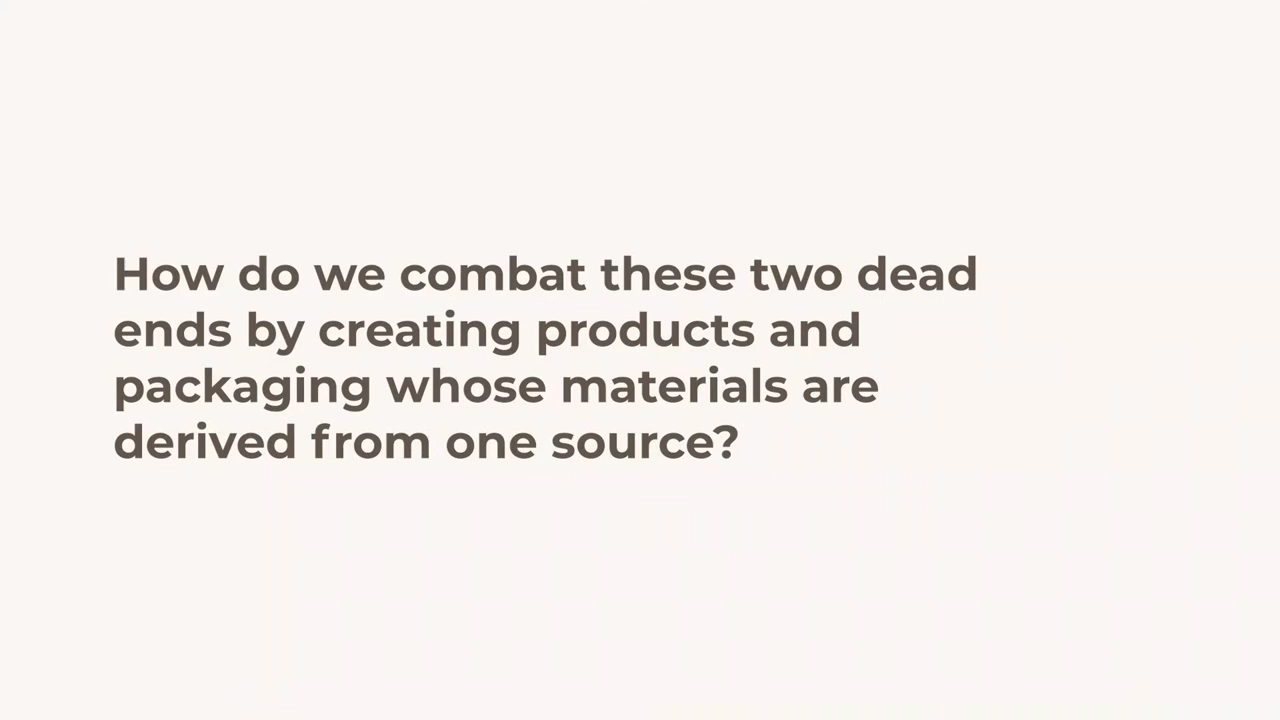 How do we combat these two dead
ends by creating products and
packaging whose materials are
derived from one source?